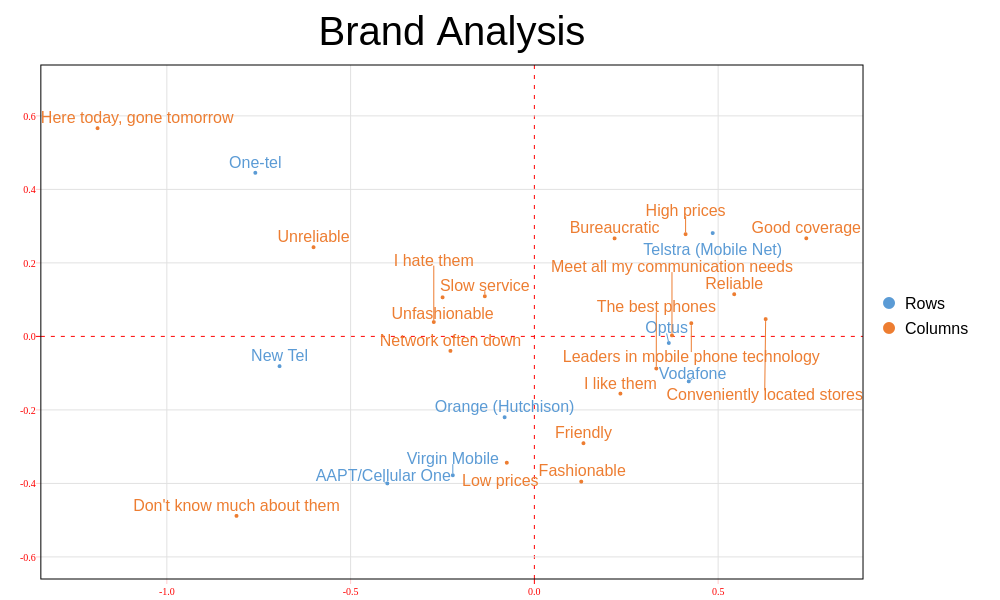 Brand Analysis
0.6
Here today, gone tomorrow
One-tel
0.4
High prices
Unreliable
Bureaucratic
Good coverage
Telstra (Mobile Net)
I hate them
Meet all my communication needs
0.2
Slow service
Reliable
Rows
Unfashionable
The best phones
Optus
Columns
0.0
Network often down
New Tel
Leaders in mobile phone technology
Vodafone
I like them
Conveniently located stores
-0.2
Orange (Hutchison)
Friendly
Virgin Mobile
AAPT/Cellular One
Fashionable
Low prices
-0.4
Don't know much about them
-0.6
-1.0 -0.5 0.0 0.5